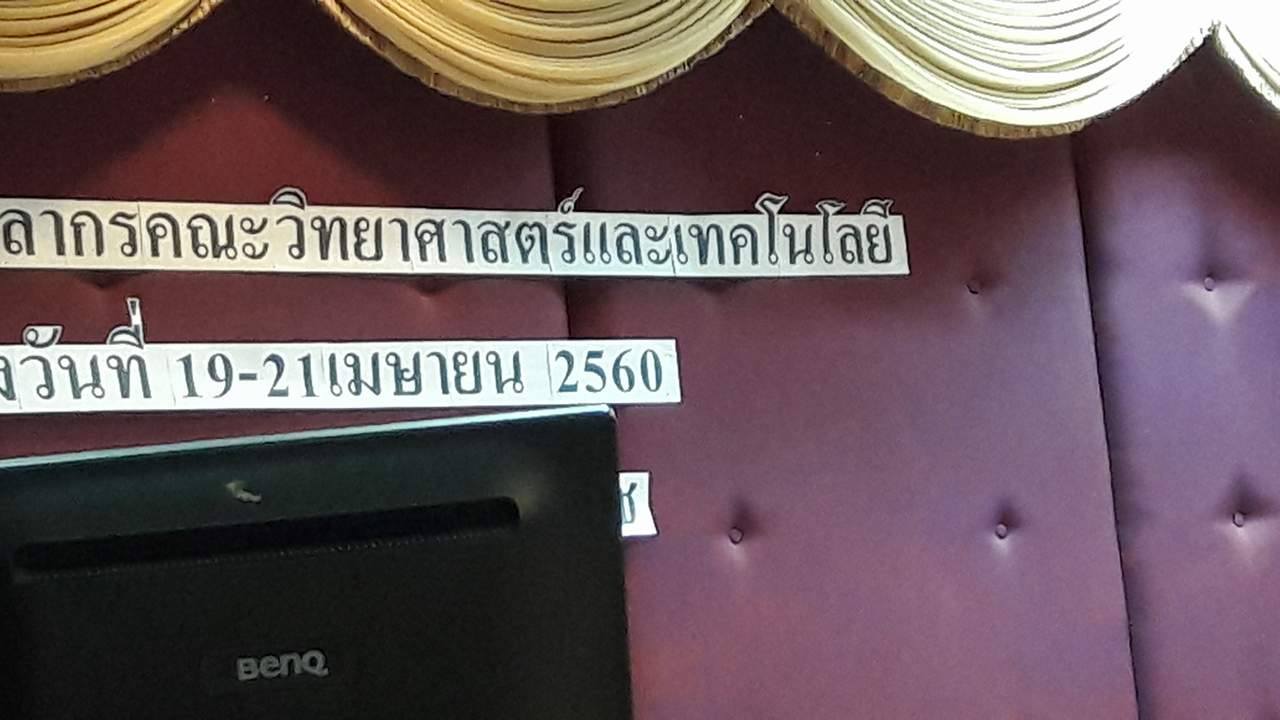 ลากรคณะวิทยาศาสตร์และเทคโนโลยี
งวันที่ 19-21เมษายน 2560
ช
BenQ